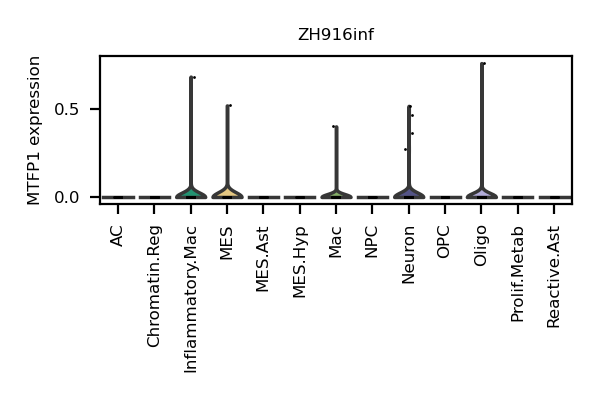 ZH916inf
MTFP1 expression
0.5
0.0
AC
Chromatin.Reg
Inflammatory.Mac
MES
MES.Ast
MES.Hyp
Mac
NPC
Neuron
OPC
Oligo
Prolif.Metab
Reactive.Ast